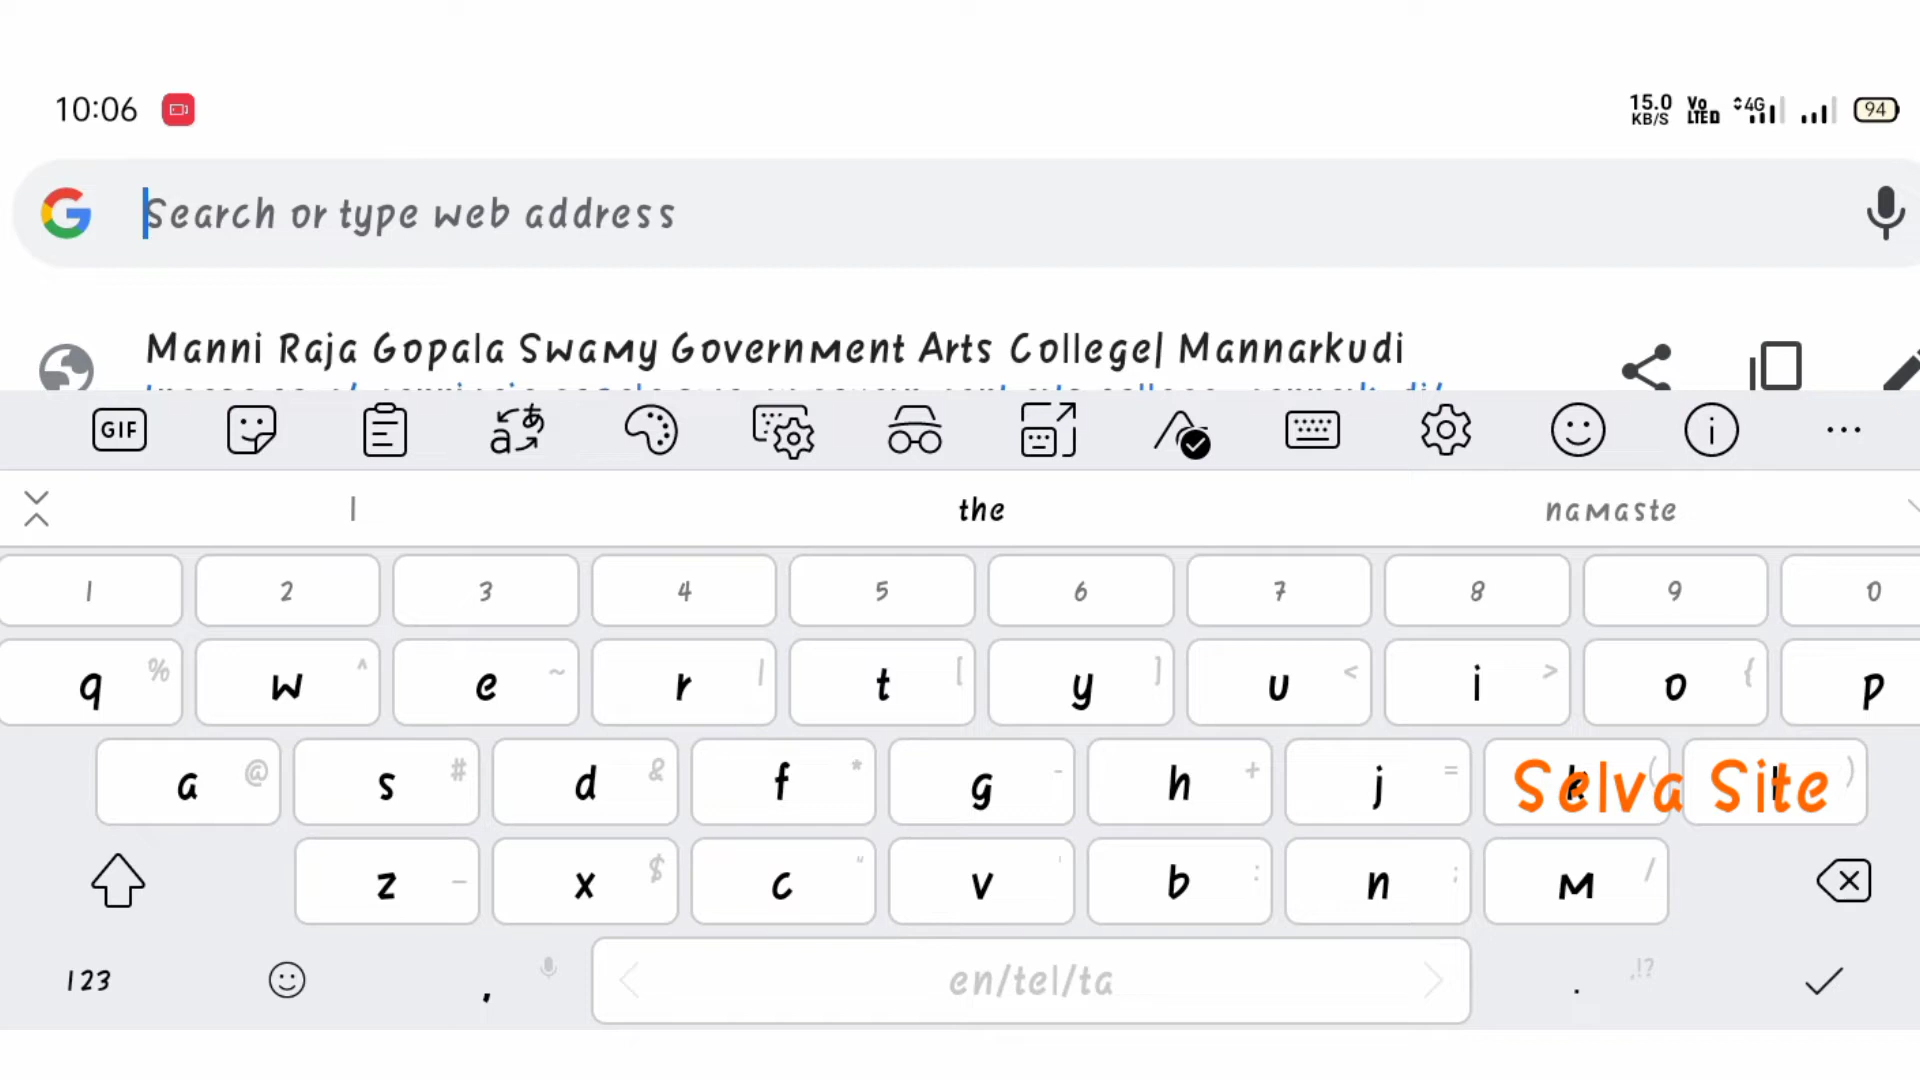 10:06
15.0 KB/S Vo LTE 4G 94
Search or type web address
Manni Raja Gopala Swamy Government Arts College| Mannarkudi
GIF
I the namaste
1 2 3 4 5 6 7 8 9 0
q % w ^ e ~ r | t [ y ] u < i > o { p
a @ s # d & f * g - h + j = k ( l )
Selva Site
z _ x $ c " v ' b : n ; m /
123 , en/tel/ta . ,!?